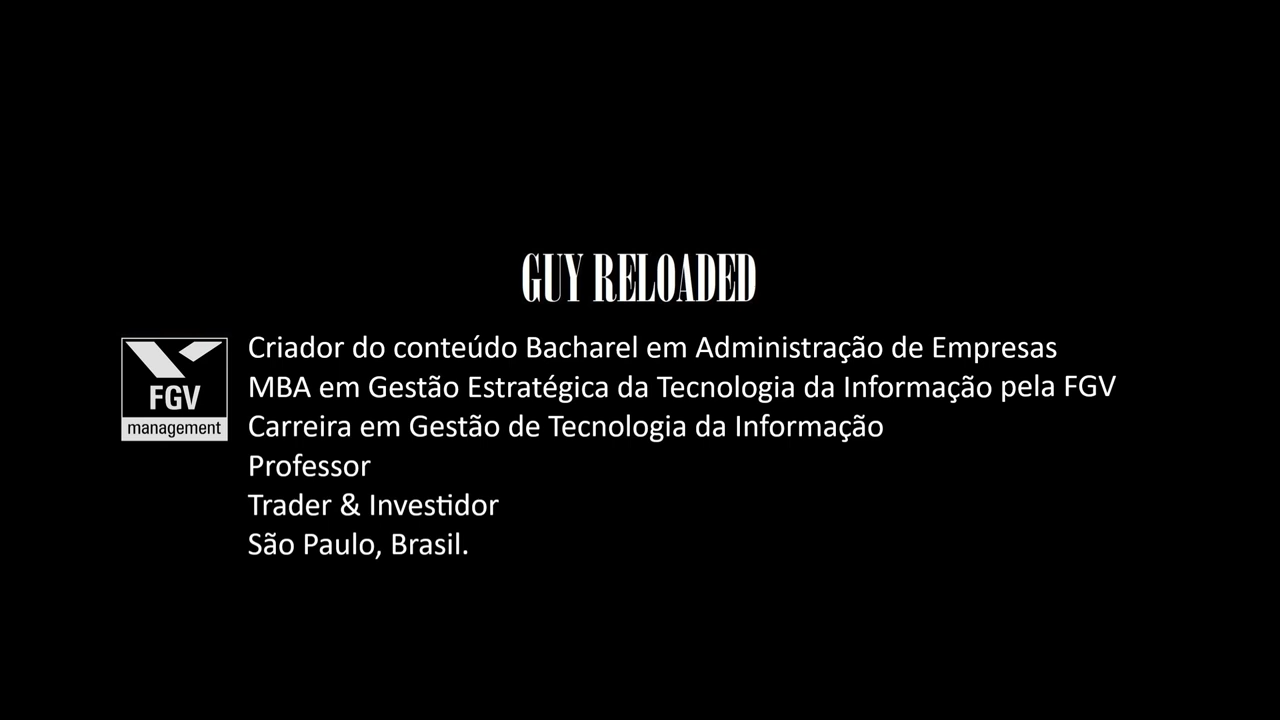 GUY RELOADED
FGV
management
Criador do conteúdo Bacharel em Administração de Empresas
MBA em Gestão Estratégica da Tecnologia da Informação pela FGV
Carreira em Gestão de Tecnologia da Informação
Professor
Trader & Investidor
São Paulo, Brasil.